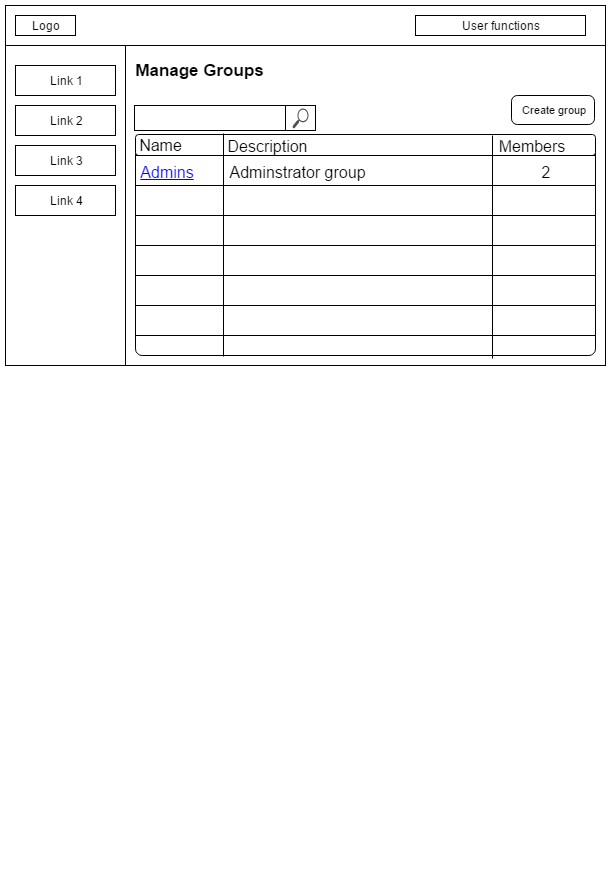 Logo
User functions
Link 1
Link 2
Link 3
Link 4
Manage Groups
Create group
Name Description Members
Admins Adminstrator group 2